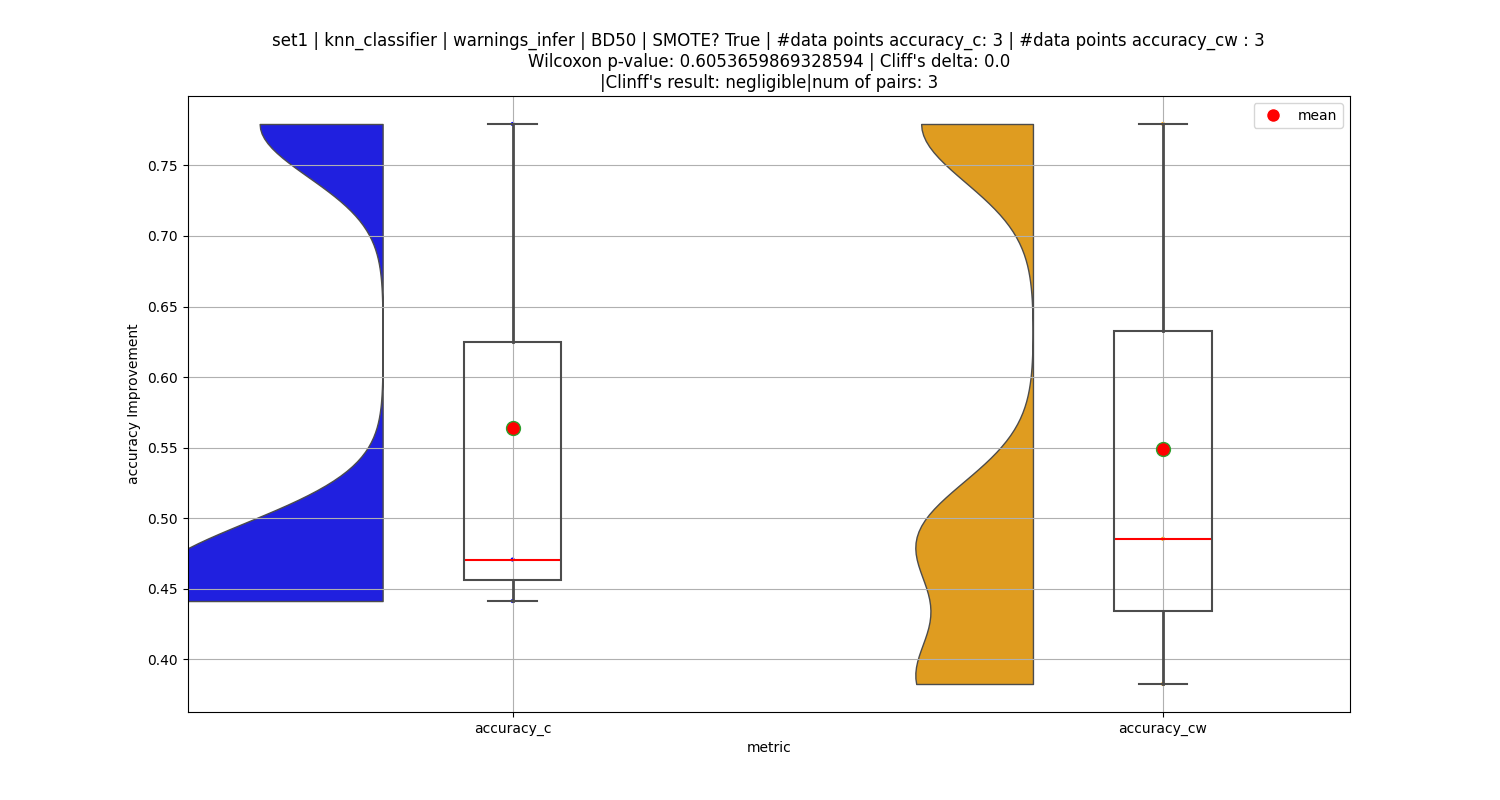 set1 | knn_classifier | warnings_infer | BD50 | SMOTE? True | #data points accuracy_c: 3 | #data points accuracy_cw : 3
Wilcoxon p-value: 0.6053659869328594 | Cliff's delta: 0.0
|Clinff's result: negligible|num of pairs: 3
mean
0.75
0.70
0.65
0.60
0.55
0.50
0.45
0.40
accuracy Improvement
accuracy_c
accuracy_cw
metric